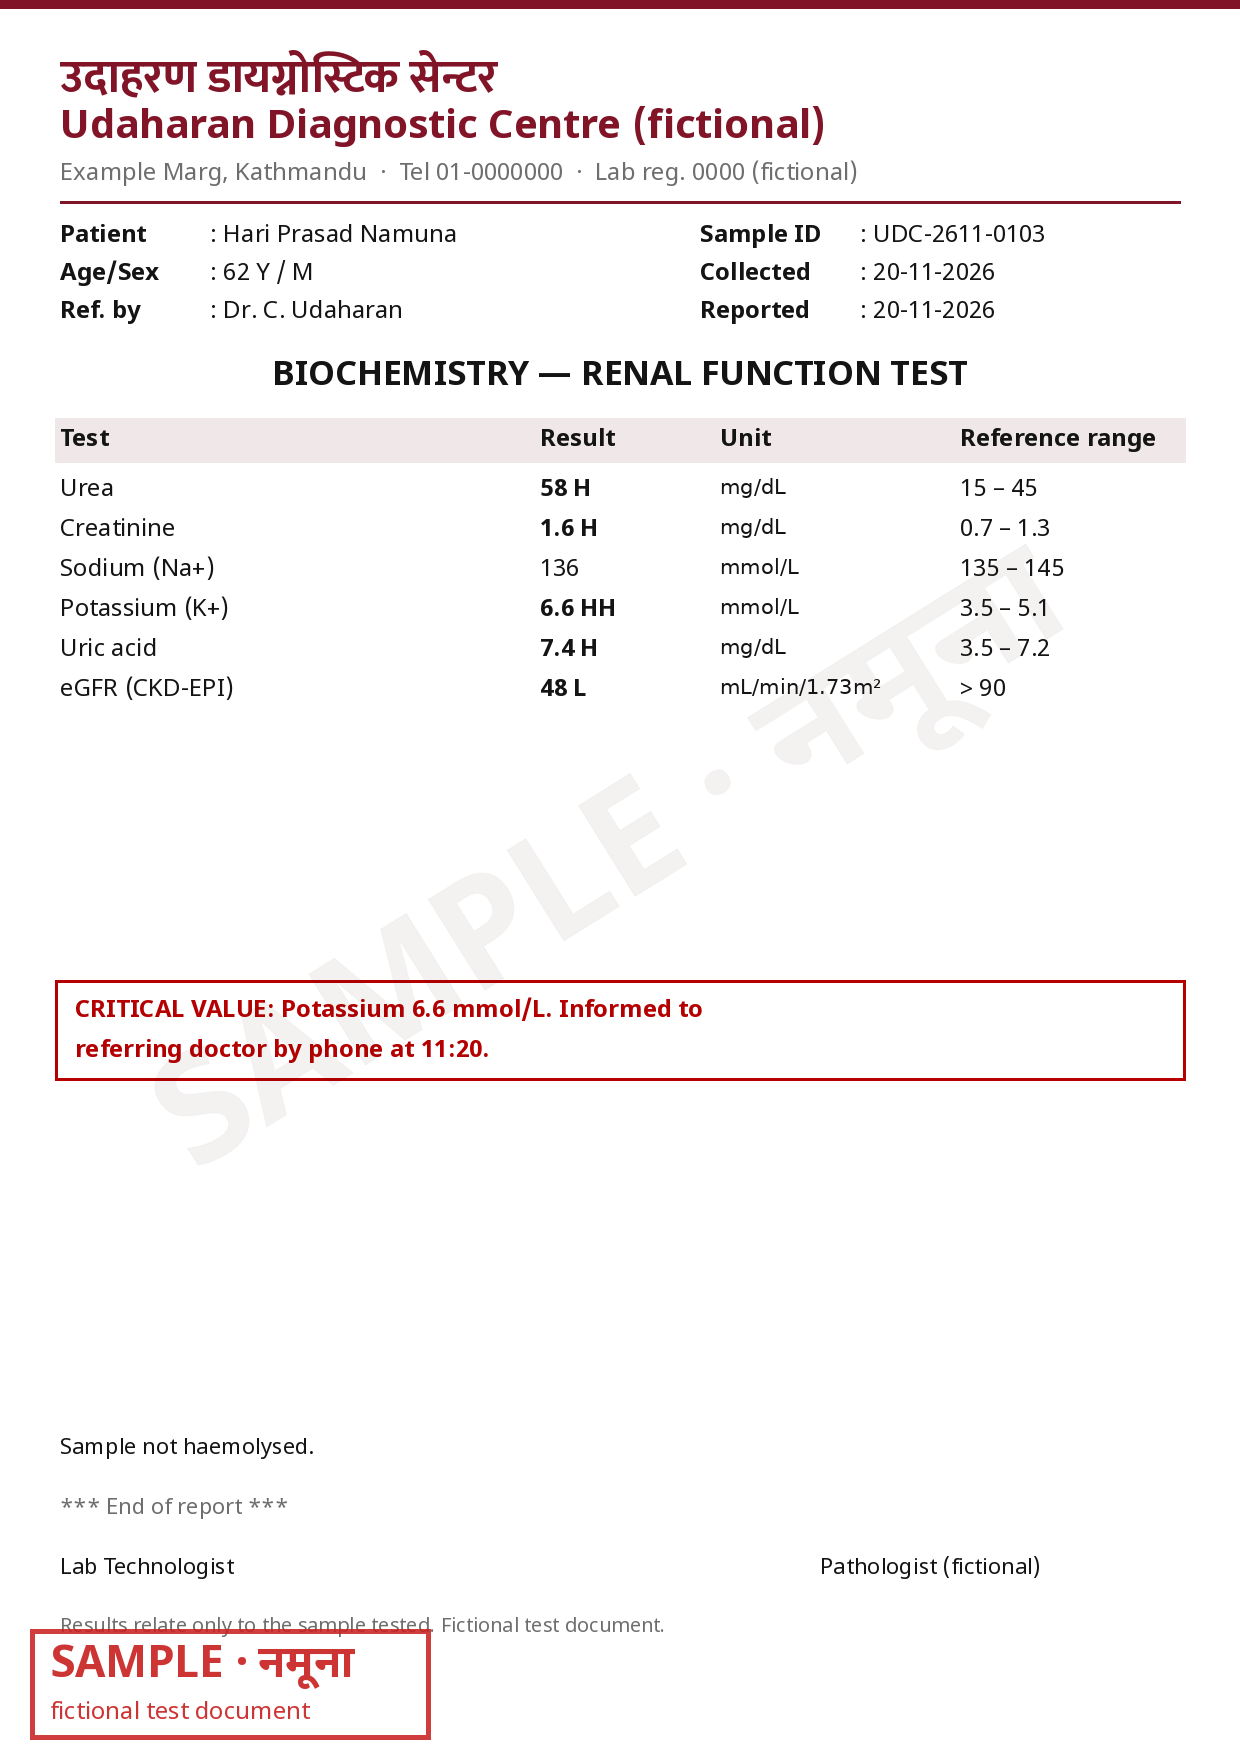 उदाहरण डायग्नोस्टिक सेन्टर
Udaharan Diagnostic Centre (fictional)
Example Marg, Kathmandu · Tel 01-0000000 · Lab reg. 0000 (fictional)
Patient : Hari Prasad Namuna Sample ID : UDC-2611-0103
Age/Sex : 62 Y / M Collected : 20-11-2026
Ref. by : Dr. C. Udaharan Reported : 20-11-2026
BIOCHEMISTRY — RENAL FUNCTION TEST
Test Result Unit Reference range
Urea 58 H mg/dL 15 – 45
Creatinine 1.6 H mg/dL 0.7 – 1.3
Sodium (Na+) 136 mmol/L 135 – 145
Potassium (K+) 6.6 HH mmol/L 3.5 – 5.1
Uric acid 7.4 H mg/dL 3.5 – 7.2
eGFR (CKD-EPI) 48 L mL/min/1.73m² > 90
SAMPLE · नमूना
CRITICAL VALUE: Potassium 6.6 mmol/L. Informed to
referring doctor by phone at 11:20.
Sample not haemolysed.
*** End of report ***
Lab Technologist Pathologist (fictional)
Results relate only to the sample tested. Fictional test document.
SAMPLE · नमूना
fictional test document